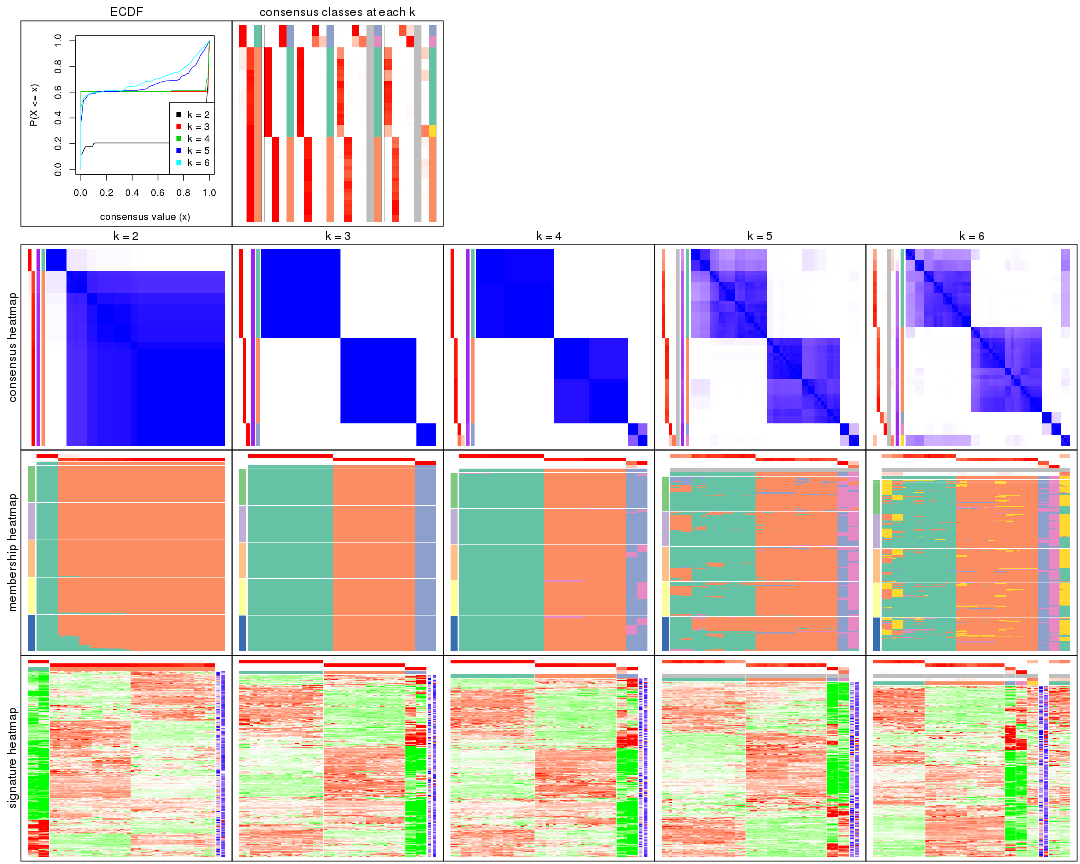 ECDF
consensus classes at each k
P(X <= x)
1.0
0.8
0.6
0.4
0.2
0.0
k = 2
k = 3
k = 4
k = 5
k = 6
0.0 0.2 0.4 0.6 0.8 1.0
consensus value (x)
k = 2
k = 3
k = 4
k = 5
k = 6
consensus heatmap
membership heatmap
signature heatmap